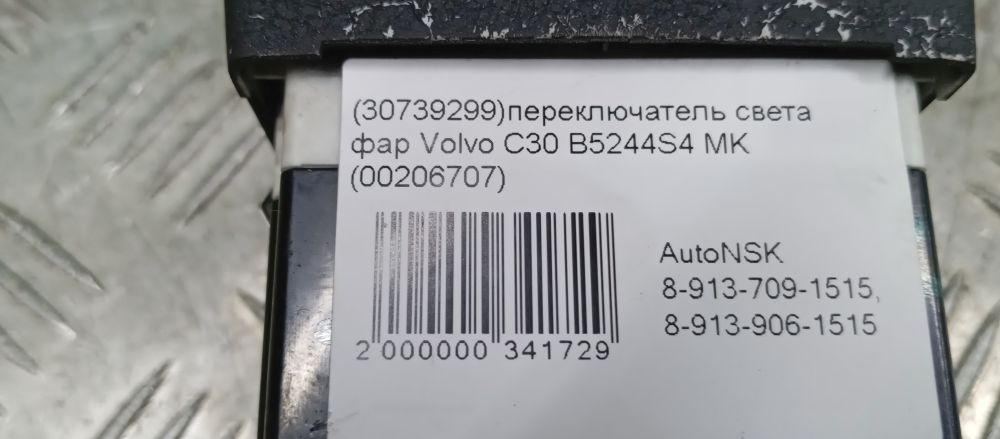 (30739299)переключатель света
фар Volvo C30 B5244S4 MK
(00206707)
AutoNSK
8-913-709-1515,
8-913-906-1515
2 000000 341729